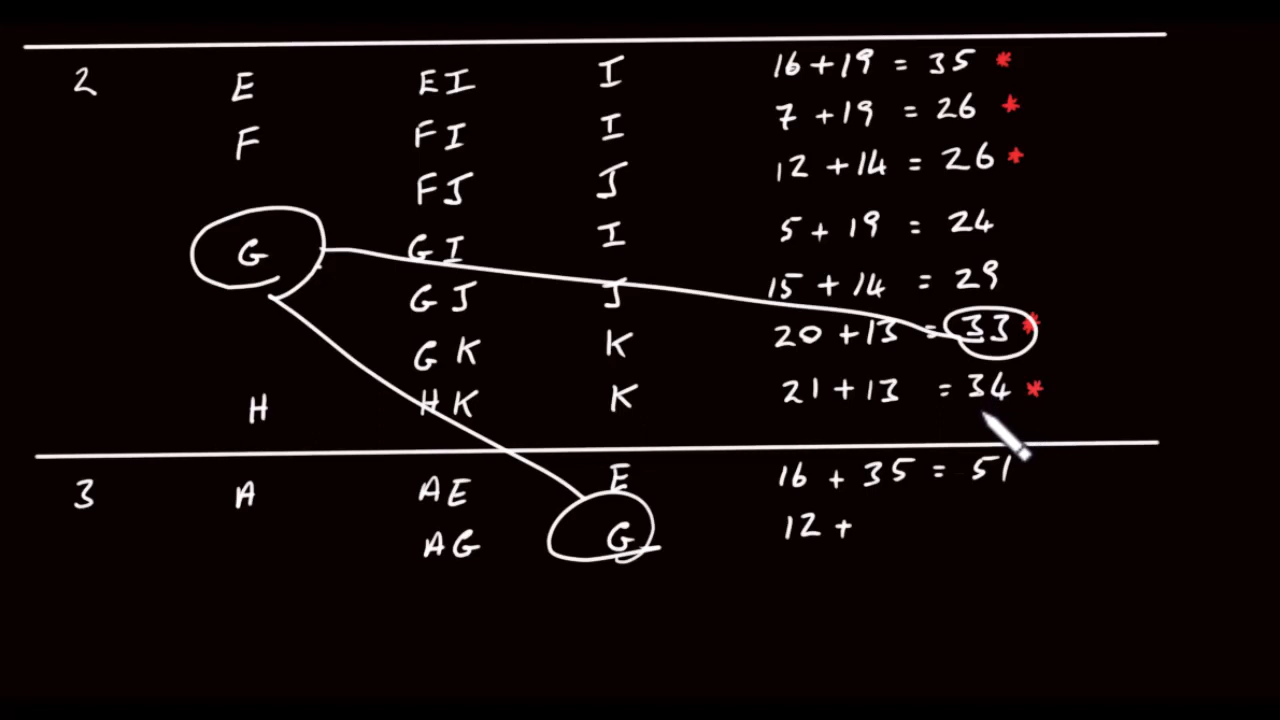 2 E EI I 16 + 19 = 35 *
F FI I 7 + 19 = 26 *
FJ J 12 + 14 = 26 *
G GI I 5 + 19 = 24
GJ J 15 + 14 = 29
GK K 20 + 13 = 33 *
H HK K 21 + 13 = 34 *
3 A AE E 16 + 35 = 51
AG G 12 +